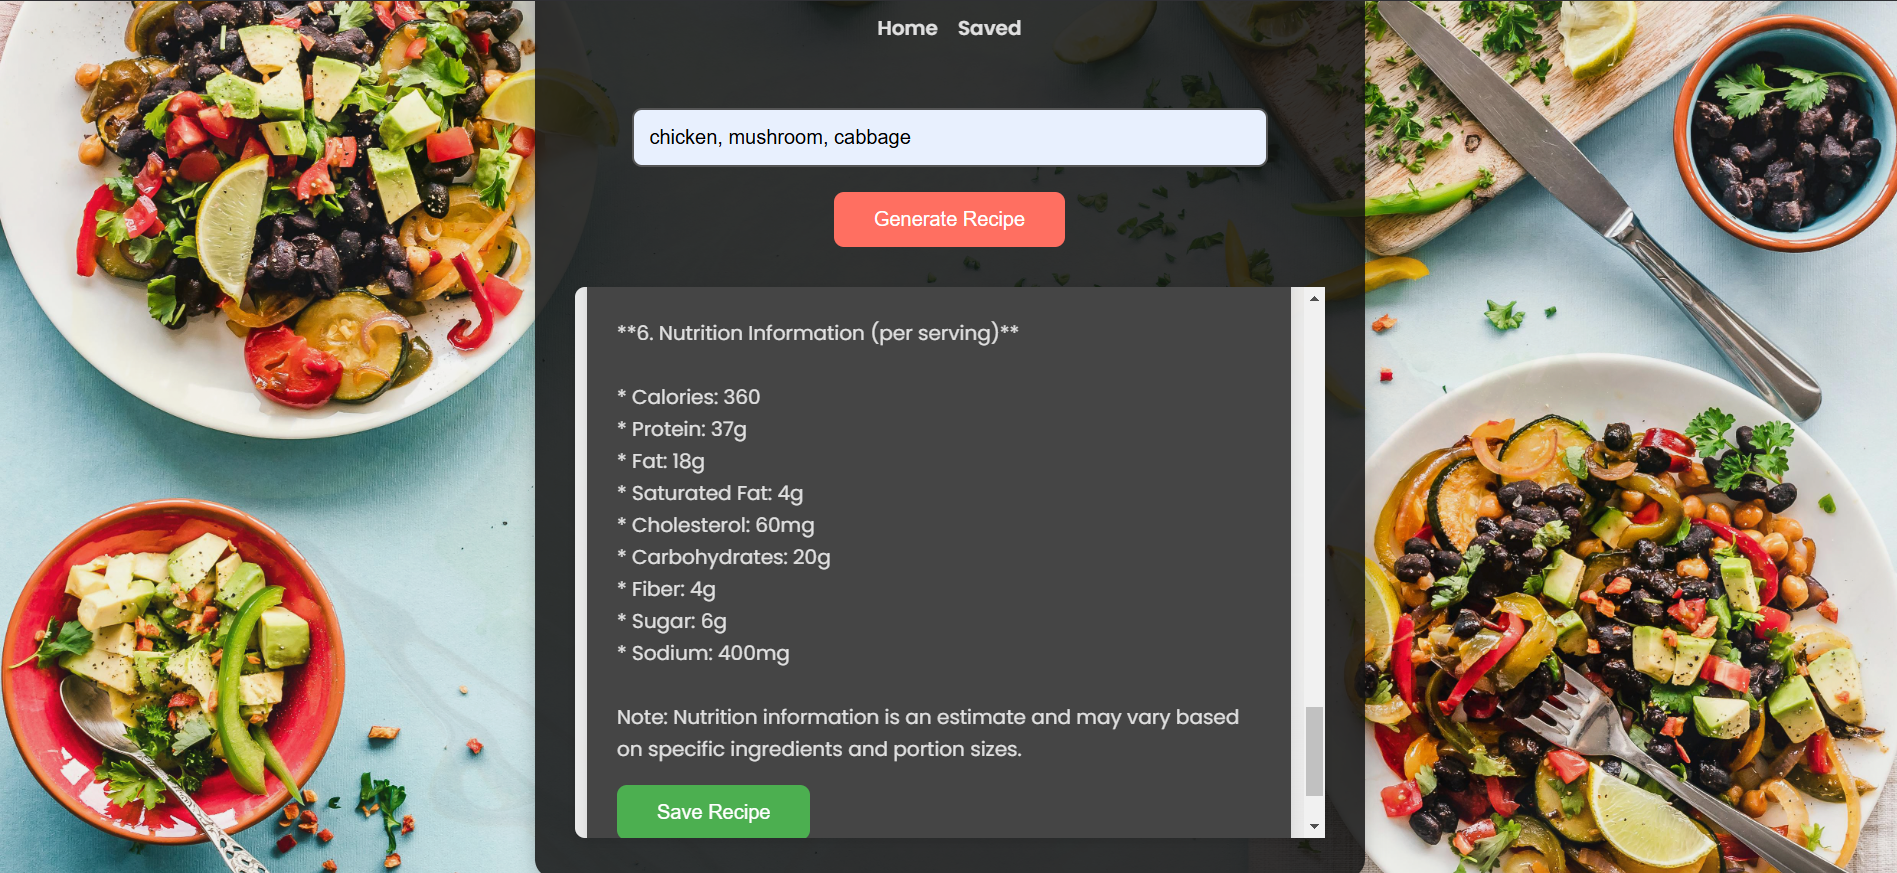 Home Saved
chicken, mushroom, cabbage
Generate Recipe
**6. Nutrition Information (per serving)**
* Calories: 360
* Protein: 37g
* Fat: 18g
* Saturated Fat: 4g
* Cholesterol: 60mg
* Carbohydrates: 20g
* Fiber: 4g
* Sugar: 6g
* Sodium: 400mg
Note: Nutrition information is an estimate and may vary based
on specific ingredients and portion sizes.
Save Recipe